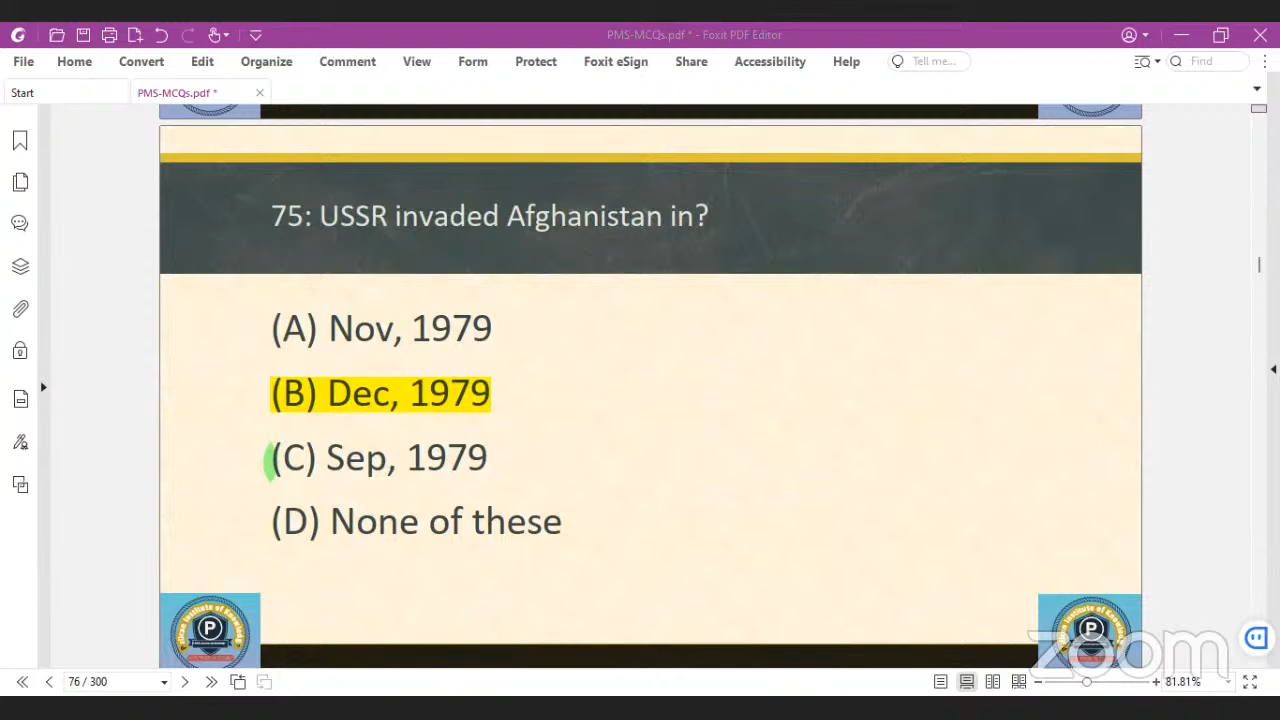 PMS-MCQs.pdf * - Foxit PDF Editor
File Home Convert Edit Organize Comment View Form Protect Foxit eSign Share Accessibility Help Tell me... Find
Start PMS-MCQs.pdf *
75: USSR invaded Afghanistan in?
(A) Nov, 1979
(B) Dec, 1979
(C) Sep, 1979
(D) None of these
P
P
zoom
76 / 300 81.81%